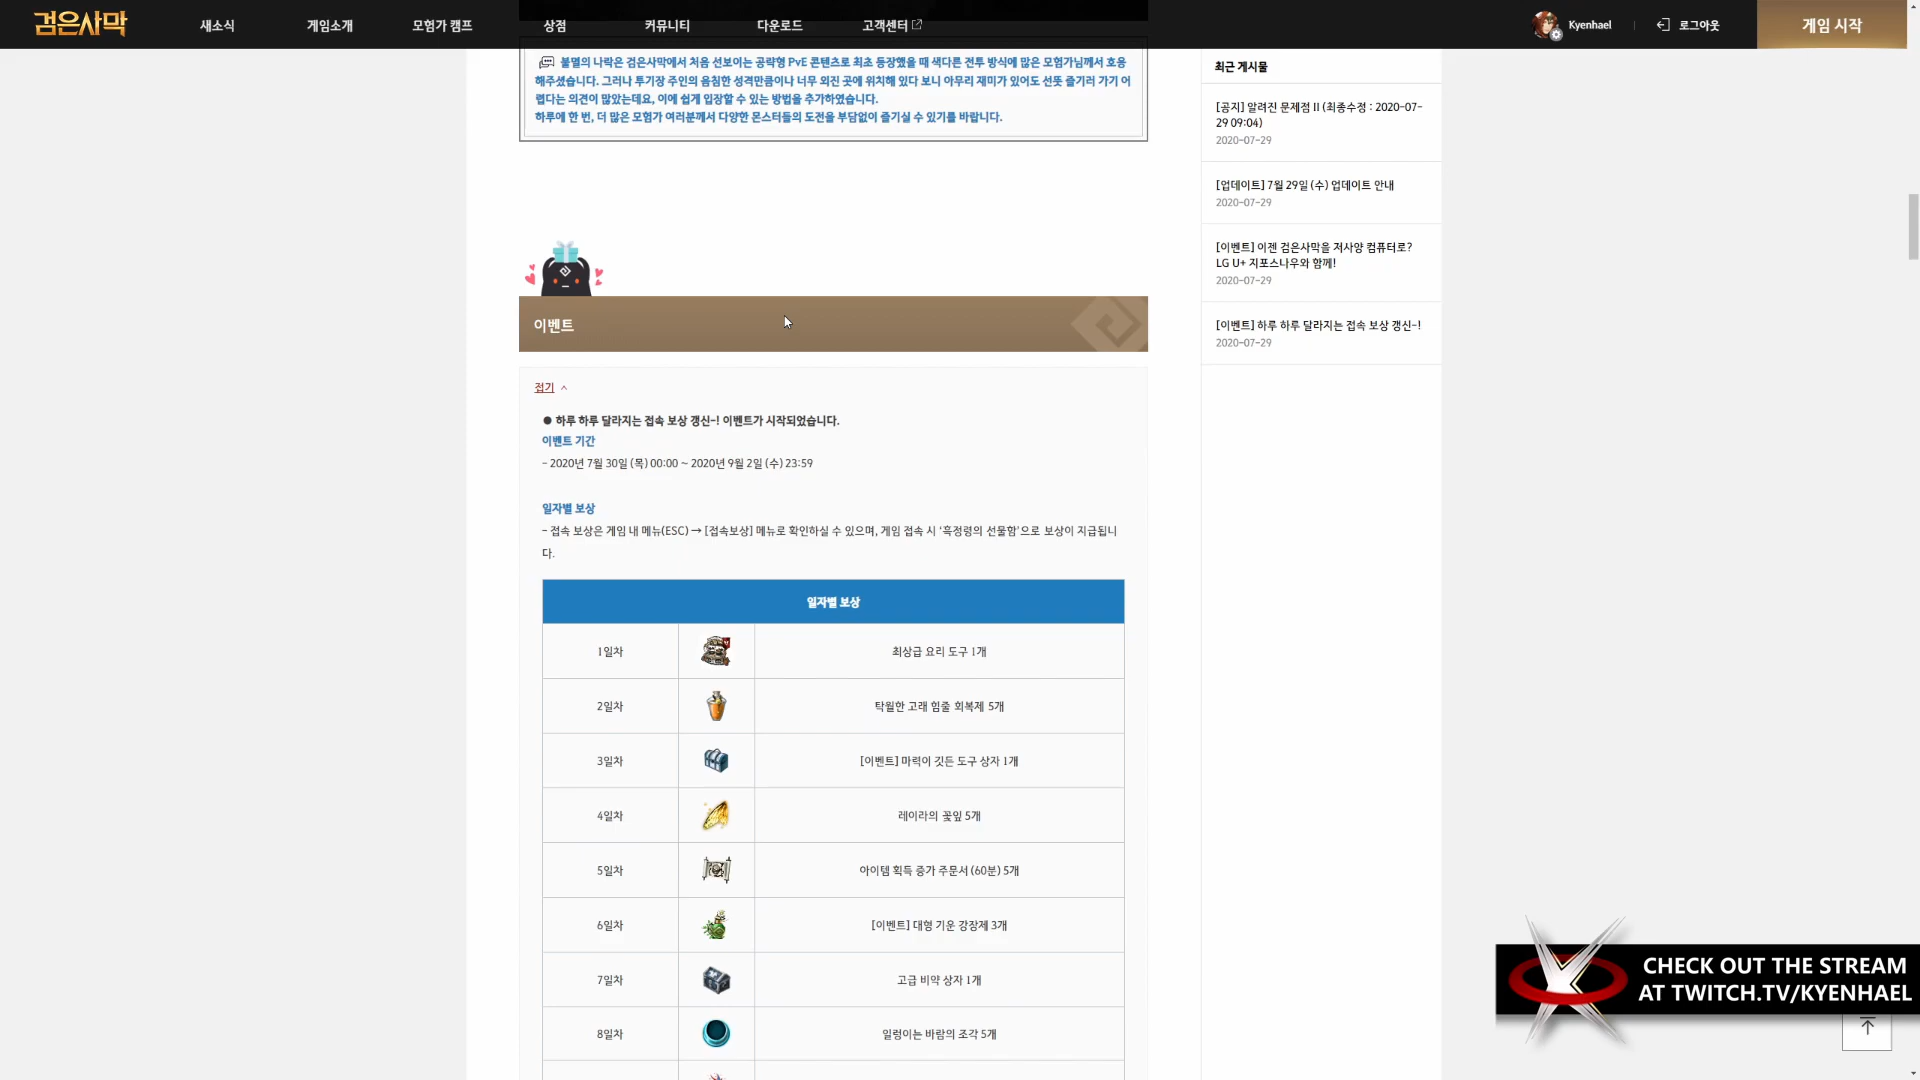 검은사막
새소식
게임소개
모험가 캠프
상점
커뮤니티
다운로드
고객센터
Kyenhael
로그아웃
게임 시작
불멸의 나락은 검은사막에서 처음 선보이는 공략형 PvE 콘텐츠로 최초 등장했을 때 색다른 전투 방식에 많은 모험가님께서 호응
해주셨습니다. 그러나 투기장 주인의 음침한 성격만큼이나 너무 외진 곳에 위치해 있다 보니 아무리 재미가 있어도 선뜻 즐기러 가기 어
렵다는 의견이 많았는데요, 이에 쉽게 입장할 수 있는 방법을 추가하였습니다.
하루에 한 번, 더 많은 모험가 여러분께서 다양한 몬스터들의 도전을 부담없이 즐기실 수 있기를 바랍니다.
이벤트
접기
● 하루 하루 달라지는 접속 보상 갱신~! 이벤트가 시작되었습니다.
이벤트 기간
- 2020년 7월 30일 (목) 00:00 ~ 2020년 9월 2일 (수) 23:59
일자별 보상
- 접속 보상은 게임 내 메뉴(ESC) → [접속보상] 메뉴로 확인하실 수 있으며, 게임 접속 시 ‘흑정령의 선물함’으로 보상이 지급됩니
다.
일자별 보상
1일차 최상급 요리 도구 1개
2일차 탁월한 고래 힘줄 회복제 5개
3일차 [이벤트] 마력이 깃든 도구 상자 1개
4일차 레이라의 꽃잎 5개
5일차 아이템 획득 증가 주문서 (60분) 5개
6일차 [이벤트] 대형 기운 강장제 3개
7일차 고급 비약 상자 1개
8일차 일렁이는 바람의 조각 5개
최근 게시물
[공지] 알려진 문제점 II (최종수정 : 2020-07-
29 09:04)
2020-07-29
[업데이트] 7월 29일 (수) 업데이트 안내
2020-07-29
[이벤트] 이젠 검은사막을 저사양 컴퓨터로?
LG U+ 지포스나우와 함께!
2020-07-29
[이벤트] 하루 하루 달라지는 접속 보상 갱신~!
2020-07-29
CHECK OUT THE STREAM
AT TWITCH.TV/KYENHAEL